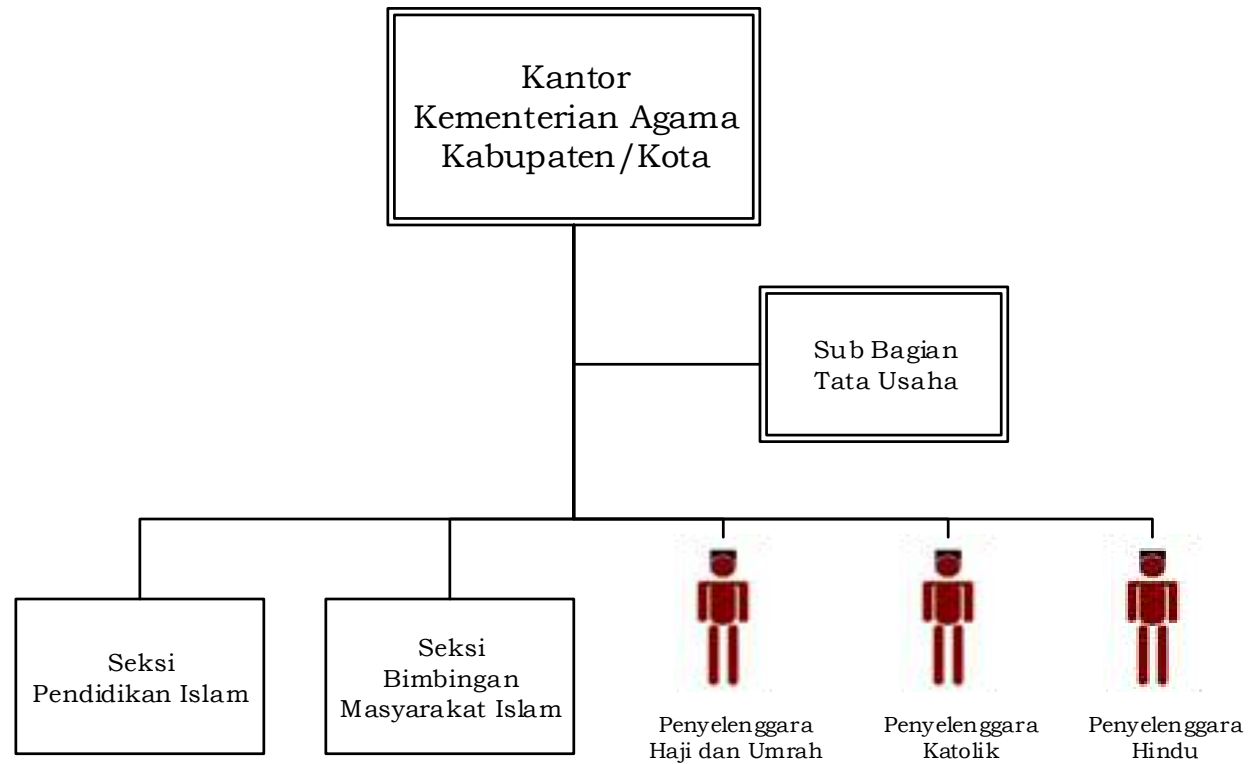 Kantor
Kementerian Agama
Kabupaten/Kota
Sub Bagian
Tata Usaha
Seksi
Pendidikan Islam
Seksi
Bimbingan
Masyarakat Islam
Penyelenggara
Haji dan Umrah
Penyelenggara
Katolik
Penyelenggara
Hindu